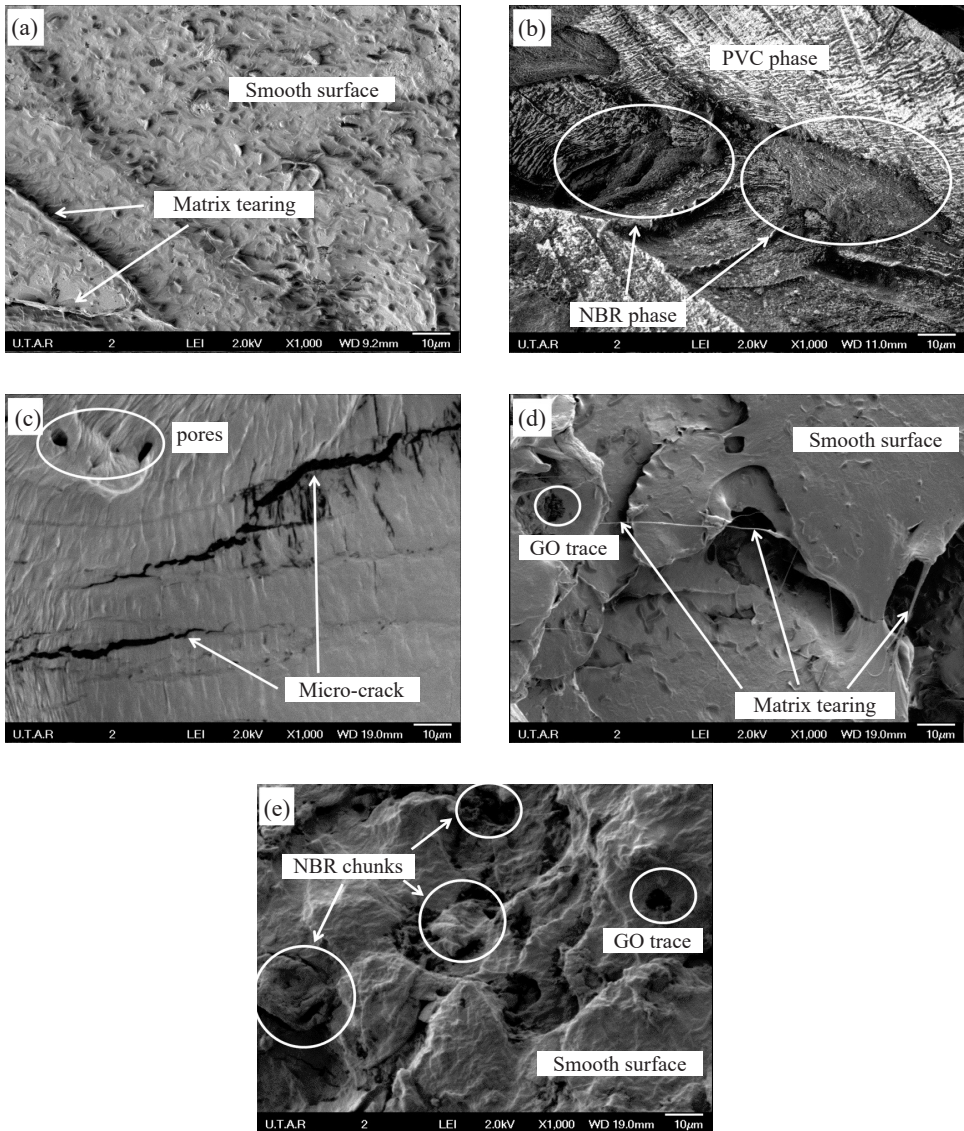 (a)
Smooth surface
Matrix tearing
U.T.A.R 2 LEI 2.0kV X1,000 WD 9.2mm 10μm
(b)
PVC phase
NBR phase
U.T.A.R 2 LEI 2.0kV X1,000 WD 11.0mm 10μm
(c)
pores
Micro-crack
U.T.A.R 2 LEI 2.0kV X1,000 WD 19.0mm 10μm
(d)
Smooth surface
GO trace
Matrix tearing
U.T.A.R 2 LEI 2.0kV X1,000 WD 19.0mm 10μm
(e)
NBR chunks
GO trace
Smooth surface
U.T.A.R 2 LEI 2.0kV X1,000 WD 19.0mm 10μm